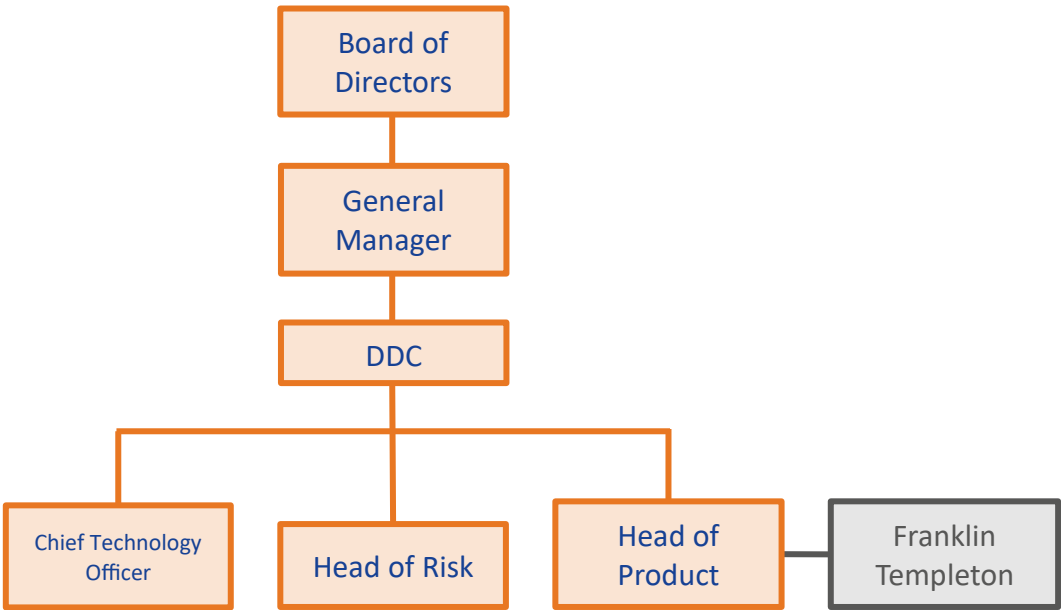 Board of
Directors
General
Manager
DDC
Chief Technology
Officer
Head of Risk
Head of
Product
Franklin
Templeton